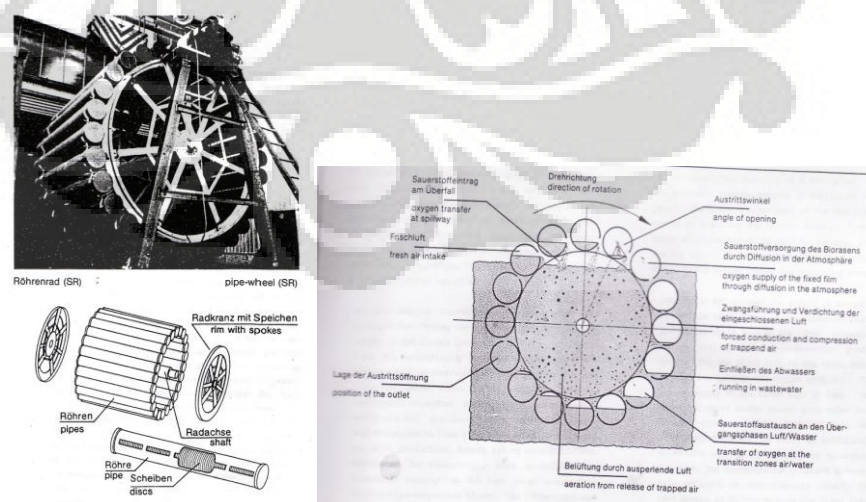 Röhrenrad (SR)
pipe-wheel (SR)
Radkranz mit Speichen
rim with spokes
Röhren
pipes
Radachse
shaft
Röhre
pipe
Scheiben
discs
Sauerstoffeintrag
am Überfall
oxygen transfer
at spillway
Frischluft
fresh air intake
Drehrichtung
direction of rotation
Austrittswinkel
angle of opening
Sauerstoffversorgung des Biorasens
durch Diffusion in der Atmosphäre
oxygen supply of the fixed film
through diffusion in the atmosphere
Zwangsführung und Verdichtung der
eingeschlossenen Luft
forced conduction and compression
of trappend air
Einfließen des Abwassers
running in wastewater
Lage der Austrittsöffnung
position of the outlet
Sauerstoffaustausch an den Über-
gangsphasen Luft/Wasser
transfer of oxygen at the
transition zones air/water
Belüftung durch ausperlende Luft
aeration from release of trapped air